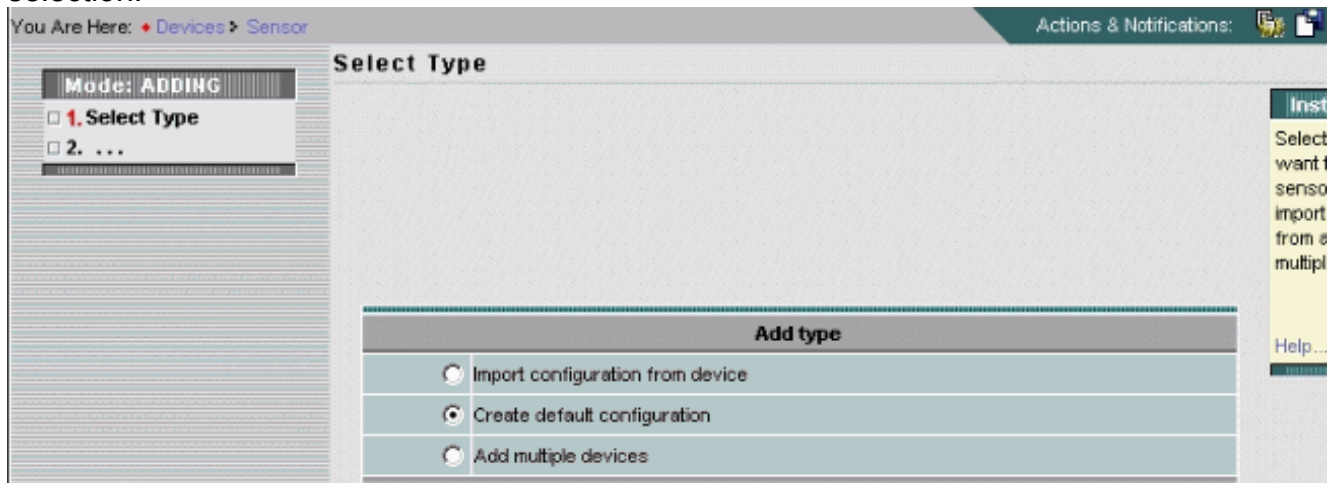 selection.
You Are Here: Devices > Sensor
Actions & Notifications:
Mode: ADDING
1. Select Type
2. ...
Select Type
Inst
Select
want t
senso
import
from a
multipl
Help...
Add type
Import configuration from device
Create default configuration
Add multiple devices